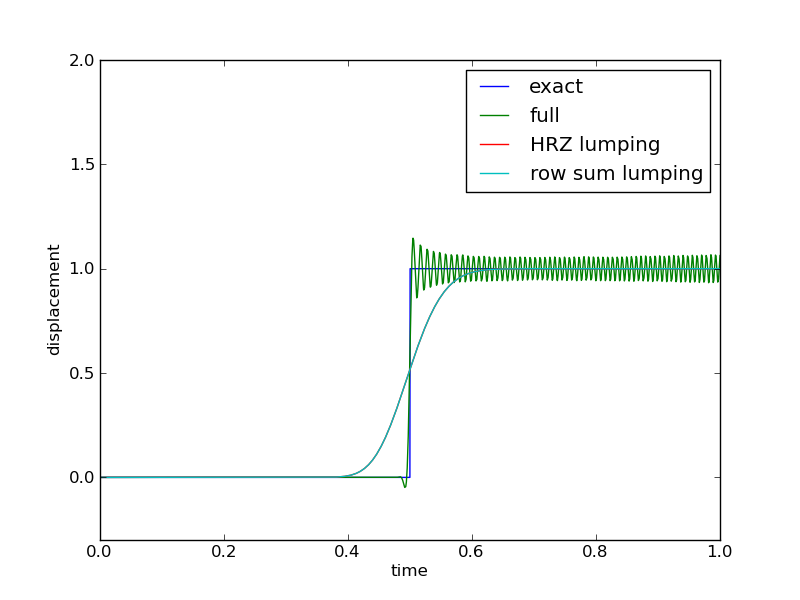 2.0
1.5
1.0
0.5
0.0
displacement
exact
full
HRZ lumping
row sum lumping
0.0 0.2 0.4 0.6 0.8 1.0
time